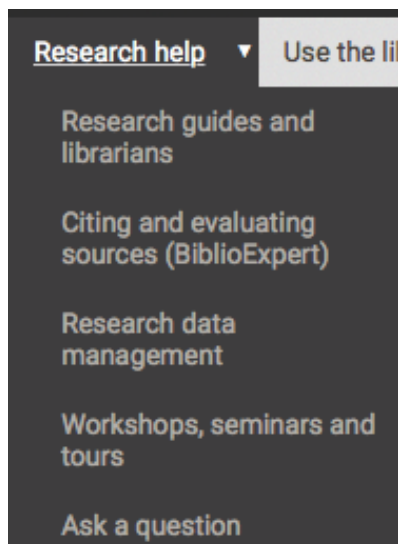 Research help ▼ Use the
Research guides and
librarians
Citing and evaluating
sources (BiblioExpert)
Research data
management
Workshops, seminars and
tours
Ask a question